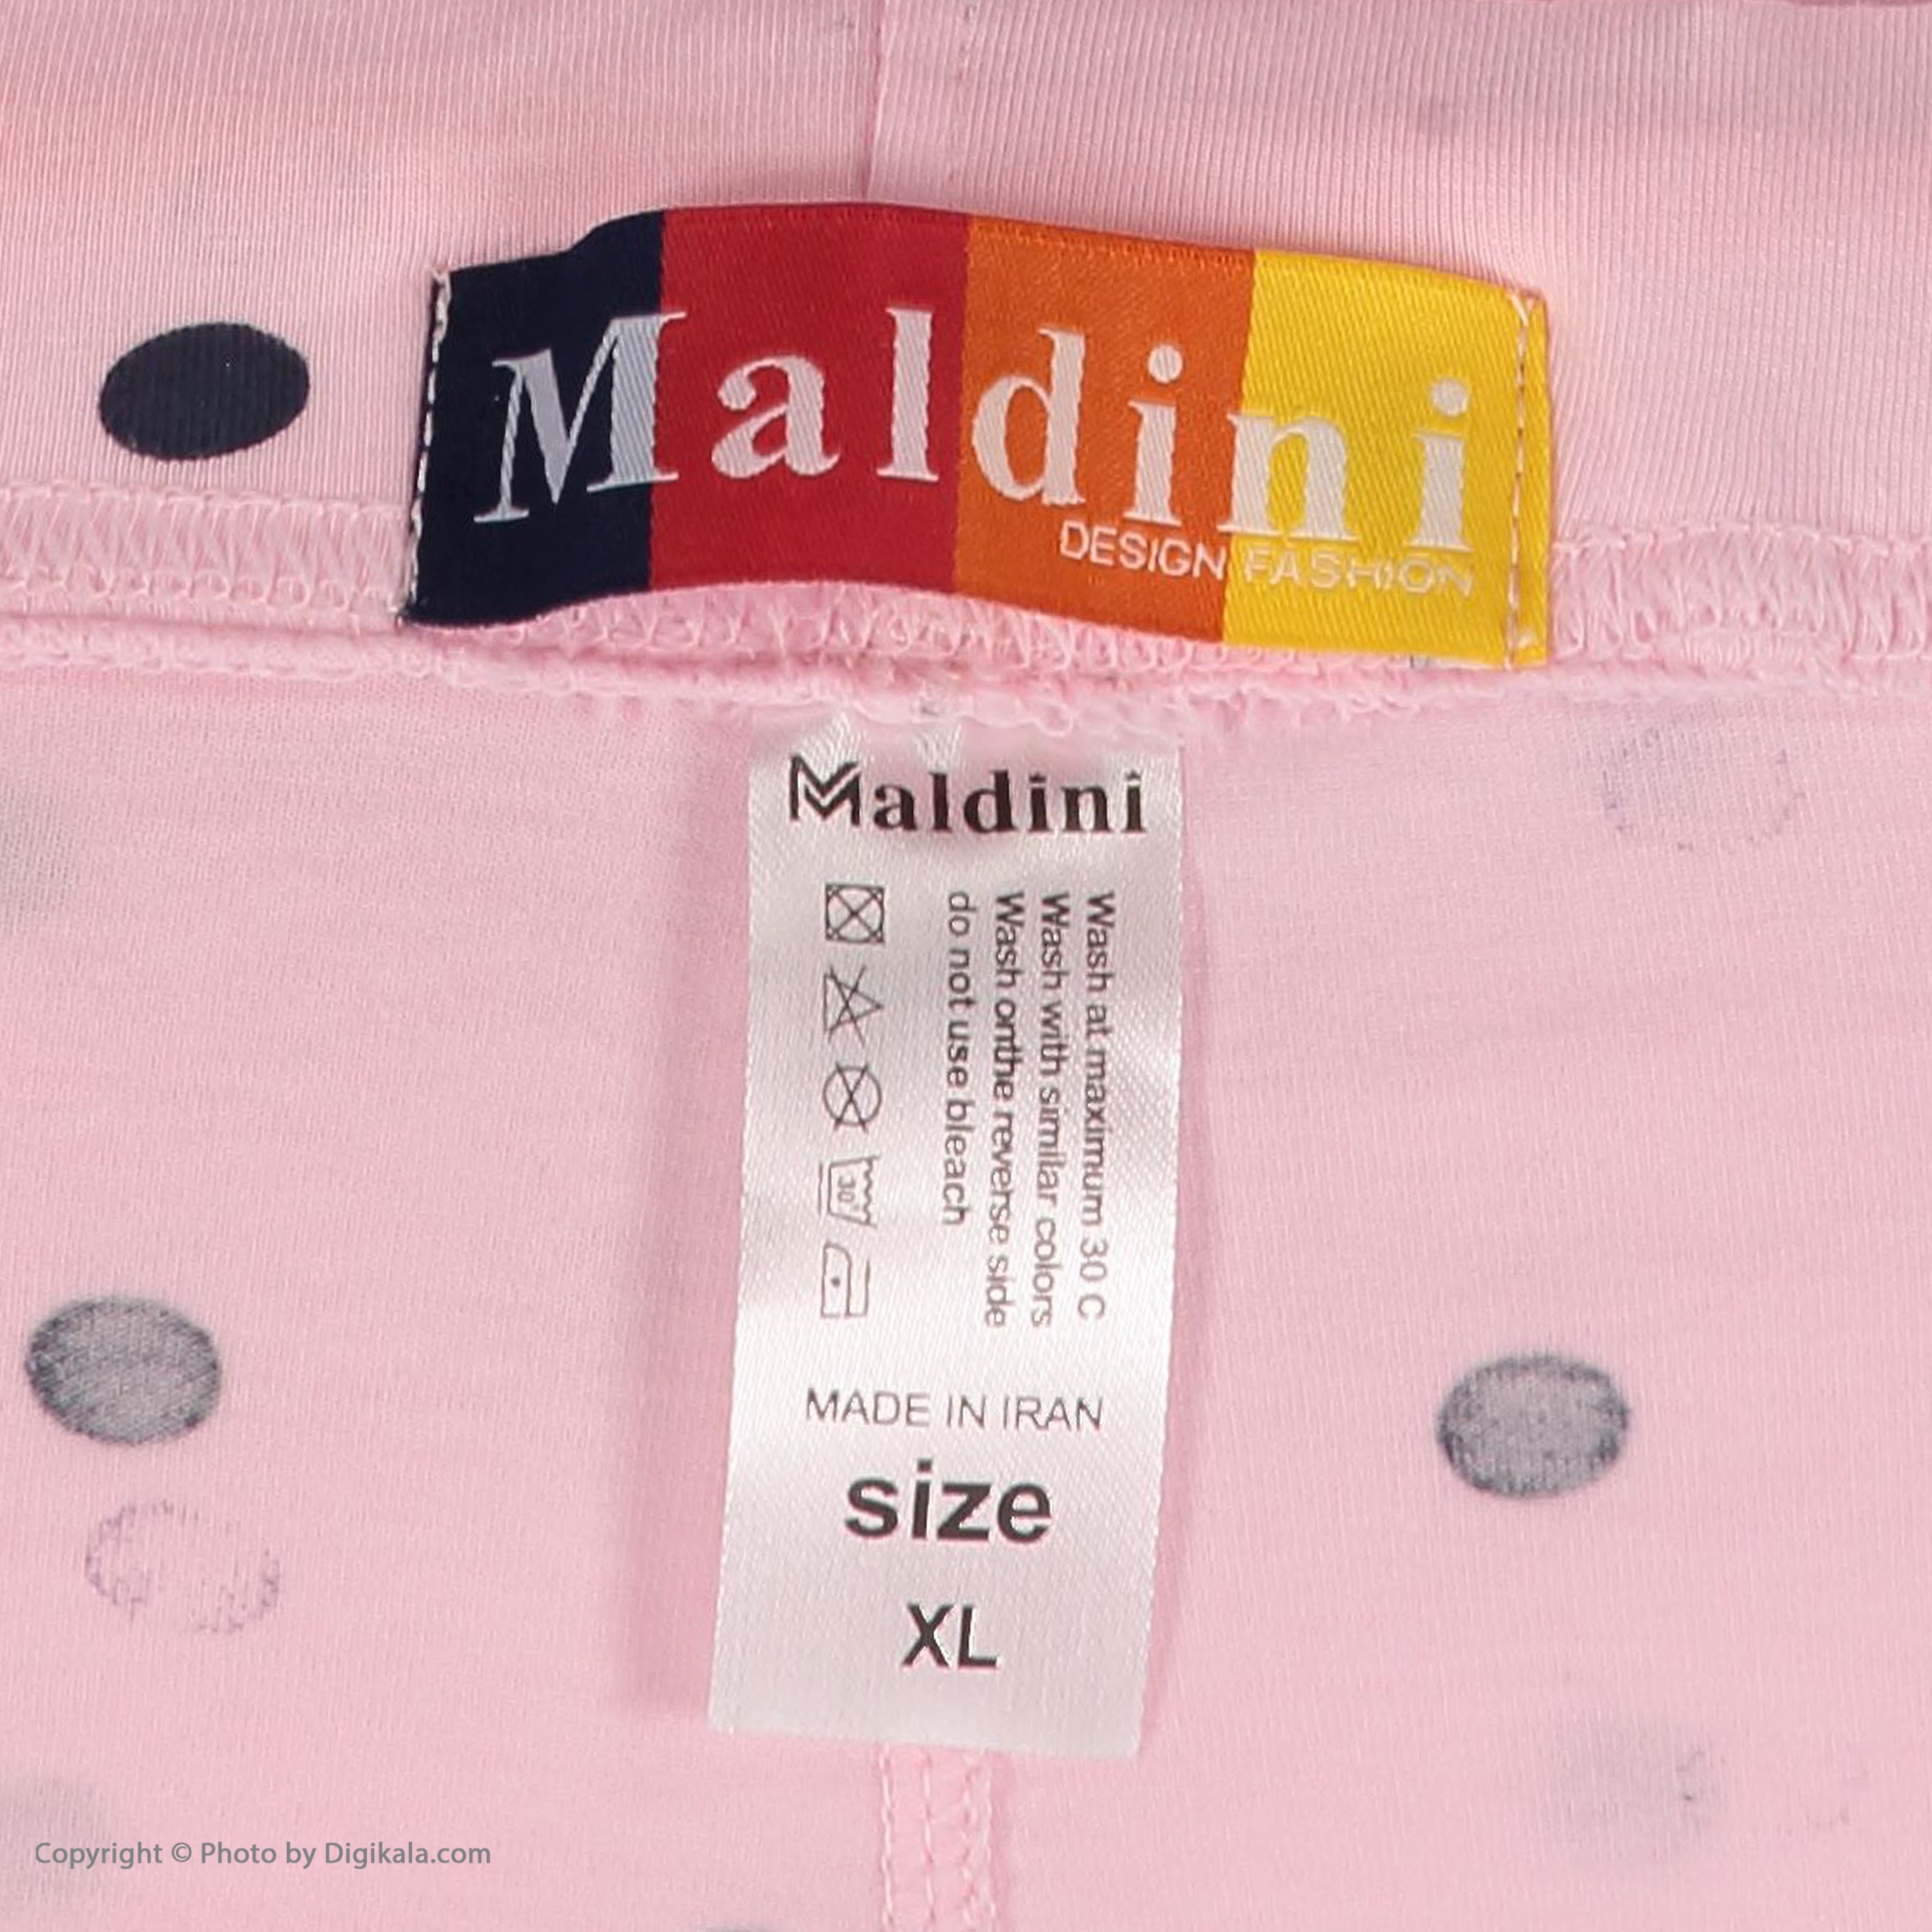 Maldini
DESIGN FASHION
Maldini
Wash at maximum 30 C
Wash with similar colors
Wash onthe reverse side
do not use bleach
30°
MADE IN IRAN
size
XL
Copyright © Photo by Digikala.com